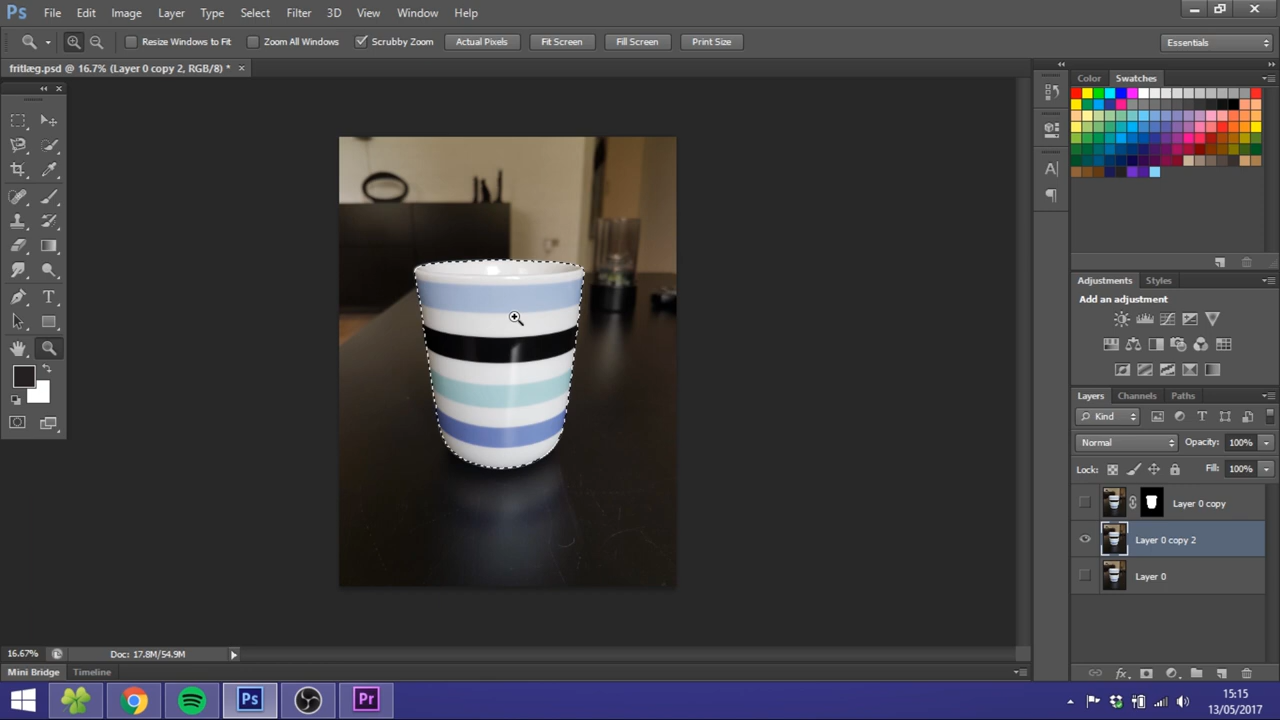 Ps File Edit Image Layer Type Select Filter 3D View Window Help
Resize Windows to Fit Zoom All Windows Scrubby Zoom Actual Pixels Fit Screen Fill Screen Print Size Essentials
fritlæg.psd @ 16.7% (Layer 0 copy 2, RGB/8) * ×
Color Swatches
Adjustments Styles
Add an adjustment
Layers Channels Paths
Kind
Normal Opacity: 100%
Lock: Fill: 100%
Layer 0 copy
Layer 0 copy 2
Layer 0
16.67% Doc: 17.8M/54.9M
Mini Bridge Timeline
Ps Pr 15:15
13/05/2017